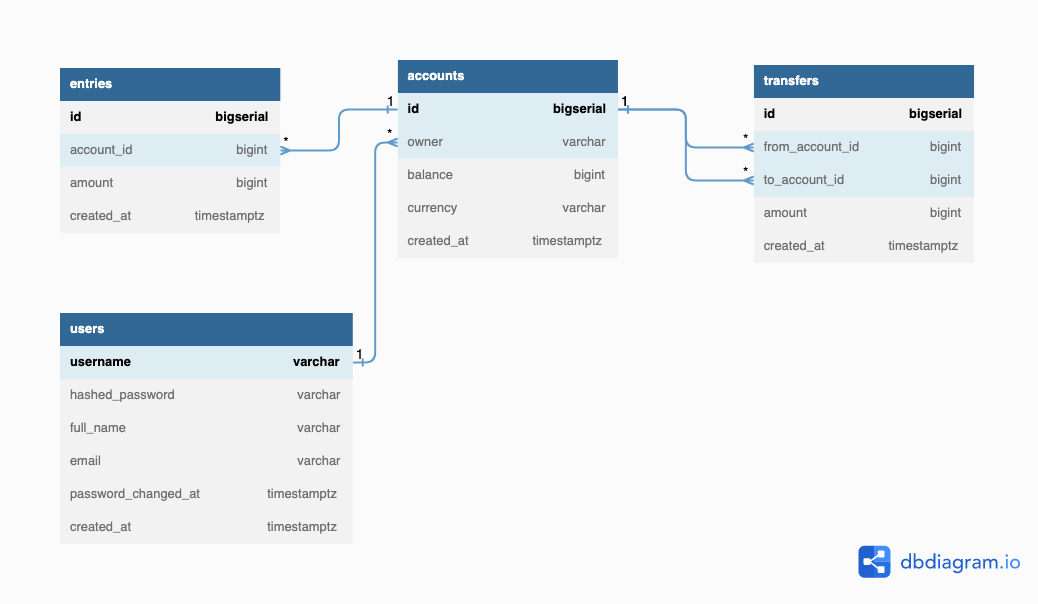 entries
id bigserial
account_id bigint
amount bigint
created_at timestamptz
accounts
id bigserial
owner varchar
balance bigint
currency varchar
created_at timestamptz
transfers
id bigserial
from_account_id bigint
to_account_id bigint
amount bigint
created_at timestamptz
users
username varchar
hashed_password varchar
full_name varchar
email varchar
password_changed_at timestamptz
created_at timestamptz
*
1
*
1
1
*
*
dbdiagram.io